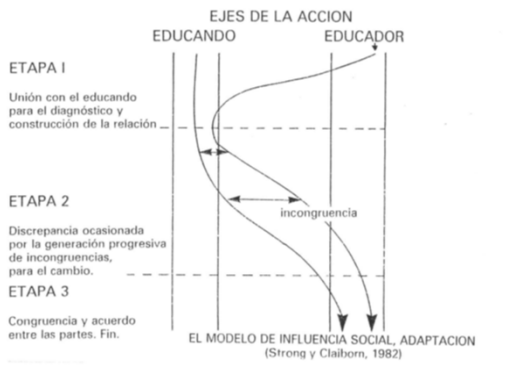 EJES DE LA ACCION
EDUCANDO
EDUCADOR
ETAPA I
Unión con el educando
para el diagnóstico y
construcción de la relación
ETAPA 2
incongruencia
Discrepancia ocasionada
por la generación progresiva
de incongruencias,
para el cambio.
ETAPA 3
Congruencia y acuerdo
entre las partes. Fin.
EL MODELO DE INFLUENCIA SOCIAL, ADAPTACION
(Strong y Claiborn, 1982)